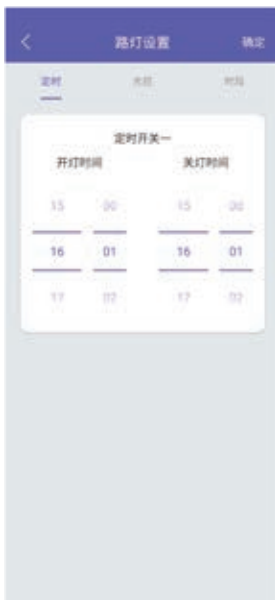 路灯设置 确定
定时
定时开关一
开灯时间 关灯时间
15 00 15 00
16 01 16 01
17 02 17 02